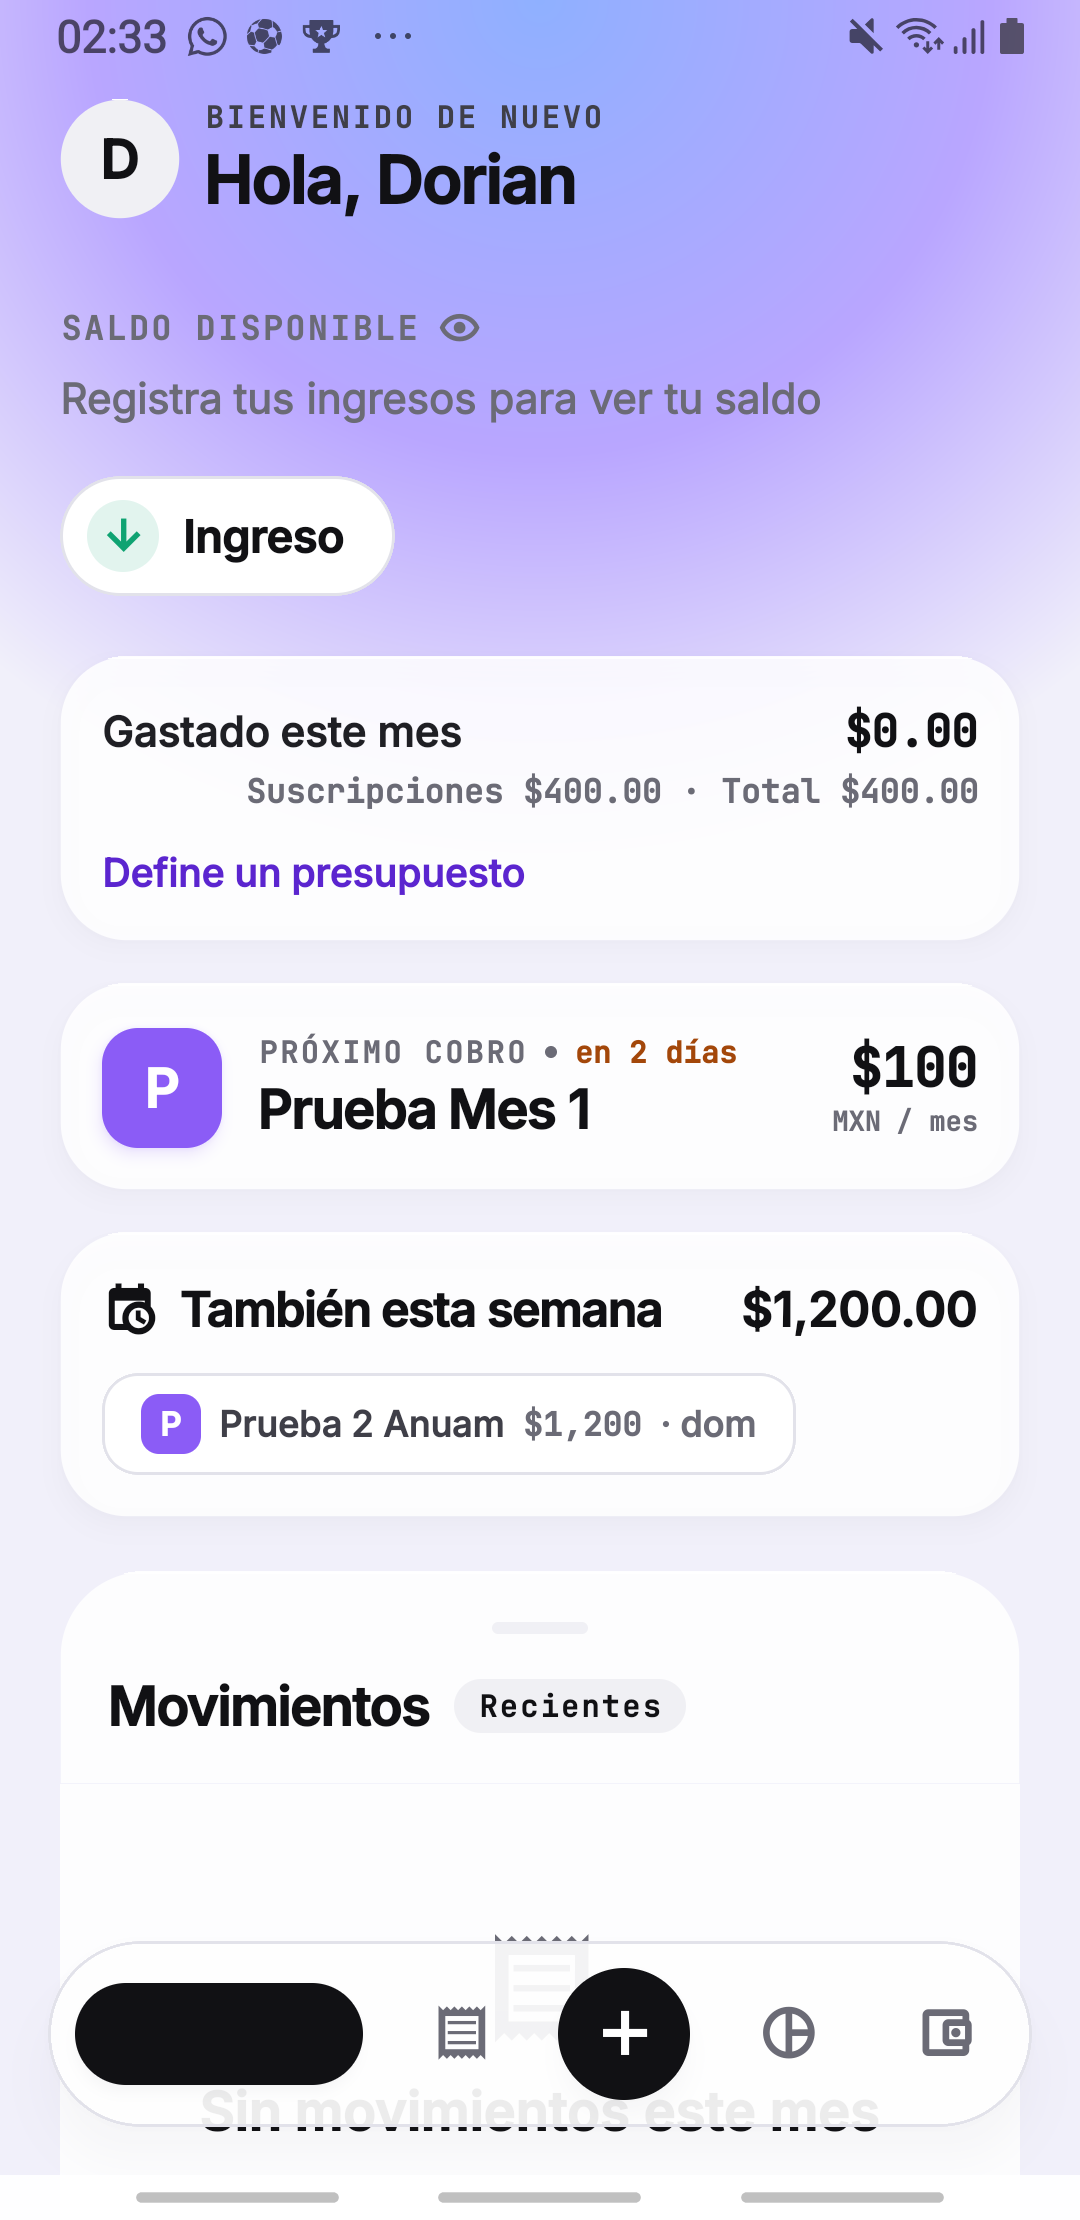 02:33
BIENVENIDO DE NUEVO
D
Hola, Dorian
SALDO DISPONIBLE
Registra tus ingresos para ver tu saldo
Ingreso
Gastado este mes $0.00
Suscripciones $400.00 · Total $400.00
Define un presupuesto
PRÓXIMO COBRO • en 2 días
P Prueba Mes 1 $100
MXN / mes
También esta semana $1,200.00
P Prueba 2 Anuam $1,200 · dom
Movimientos Recientes
Sin movimientos este mes